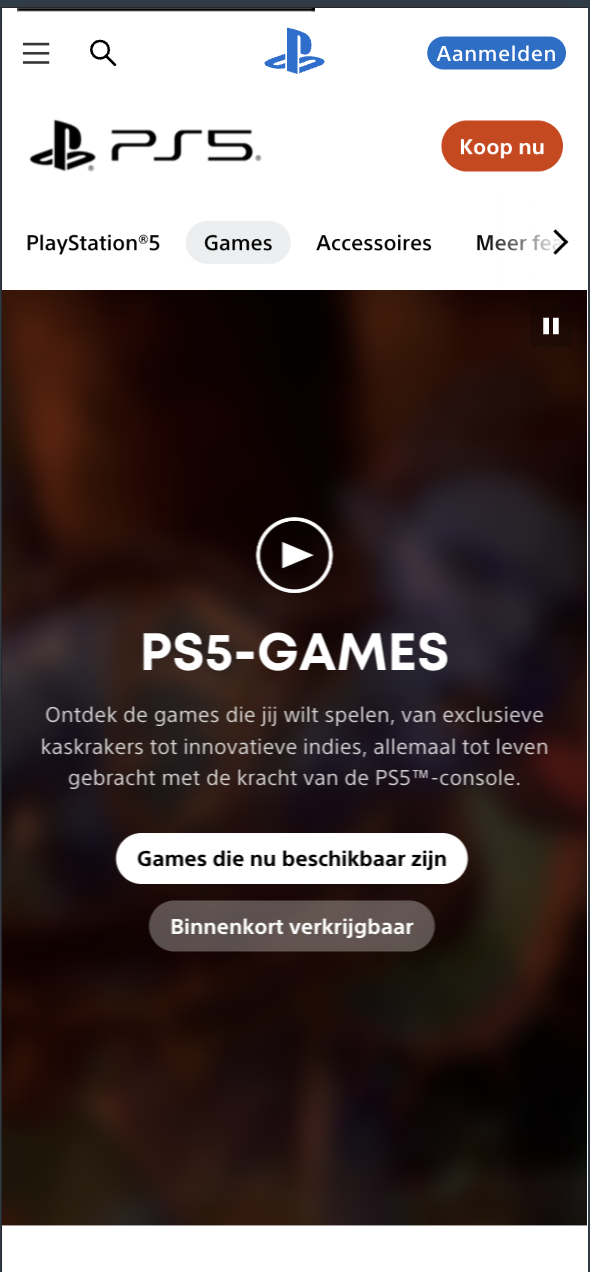 Aanmelden
PS5
Koop nu
PlayStation®5
Games
Accessoires
Meer
PS5-GAMES
Ontdek de games die jij wilt spelen, van exclusieve
kaskrakers tot innovatieve indies, allemaal tot leven
gebracht met de kracht van de PS5™-console.
Games die nu beschikbaar zijn
Binnenkort verkrijgbaar